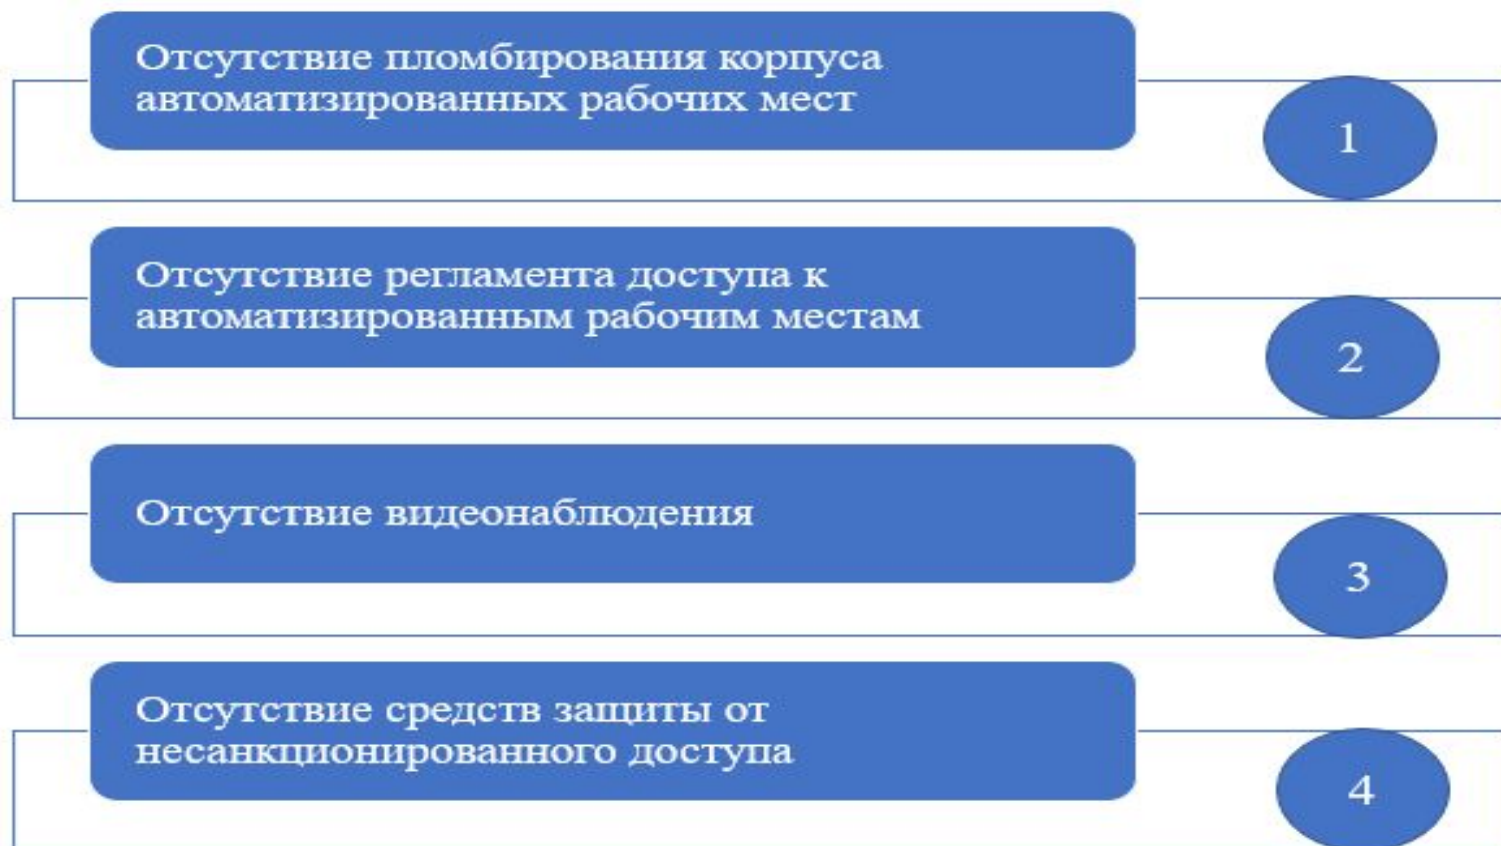 Отсутствие пломбирования корпуса
автоматизированных рабочих мест
1
Отсутствие регламента доступа к
автоматизированным рабочим местам
2
Отсутствие видеонаблюдения
3
Отсутствие средств защиты от
несанкционированного доступа
4